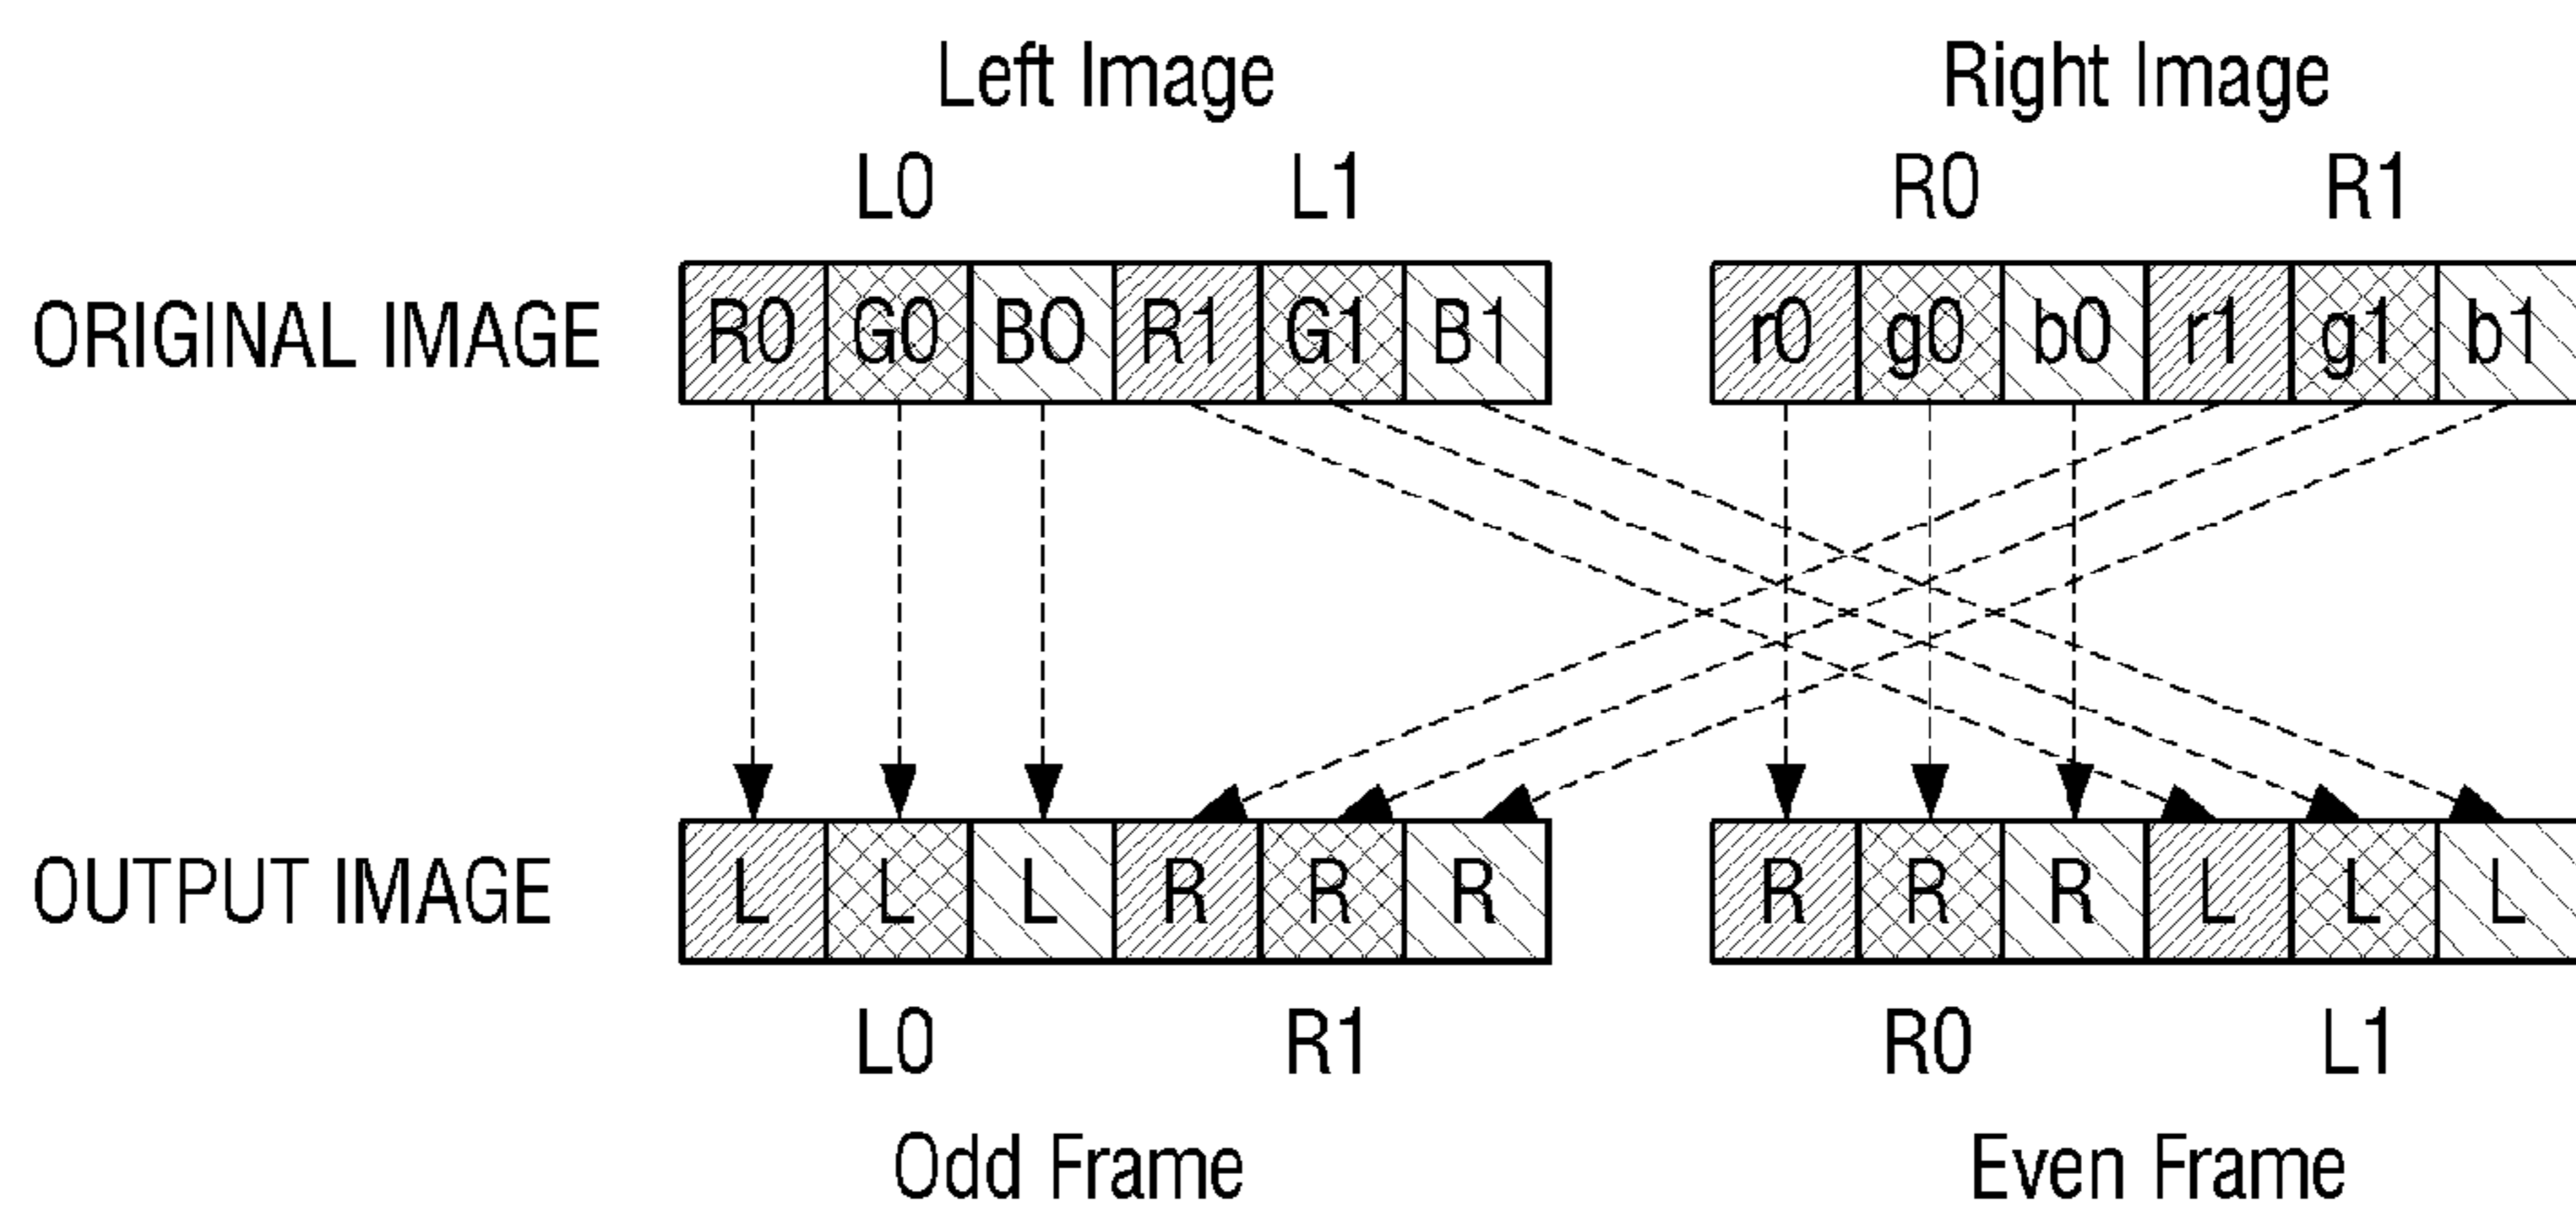 Left Image Right Image
L0 L1 R0 R1
ORIGINAL IMAGE R0 G0 B0 R1 G1 B1 r0 g0 b0 r1 g1 b1
OUTPUT IMAGE L L L R R R R R R L L L
L0 R1 R0 L1
Odd Frame Even Frame